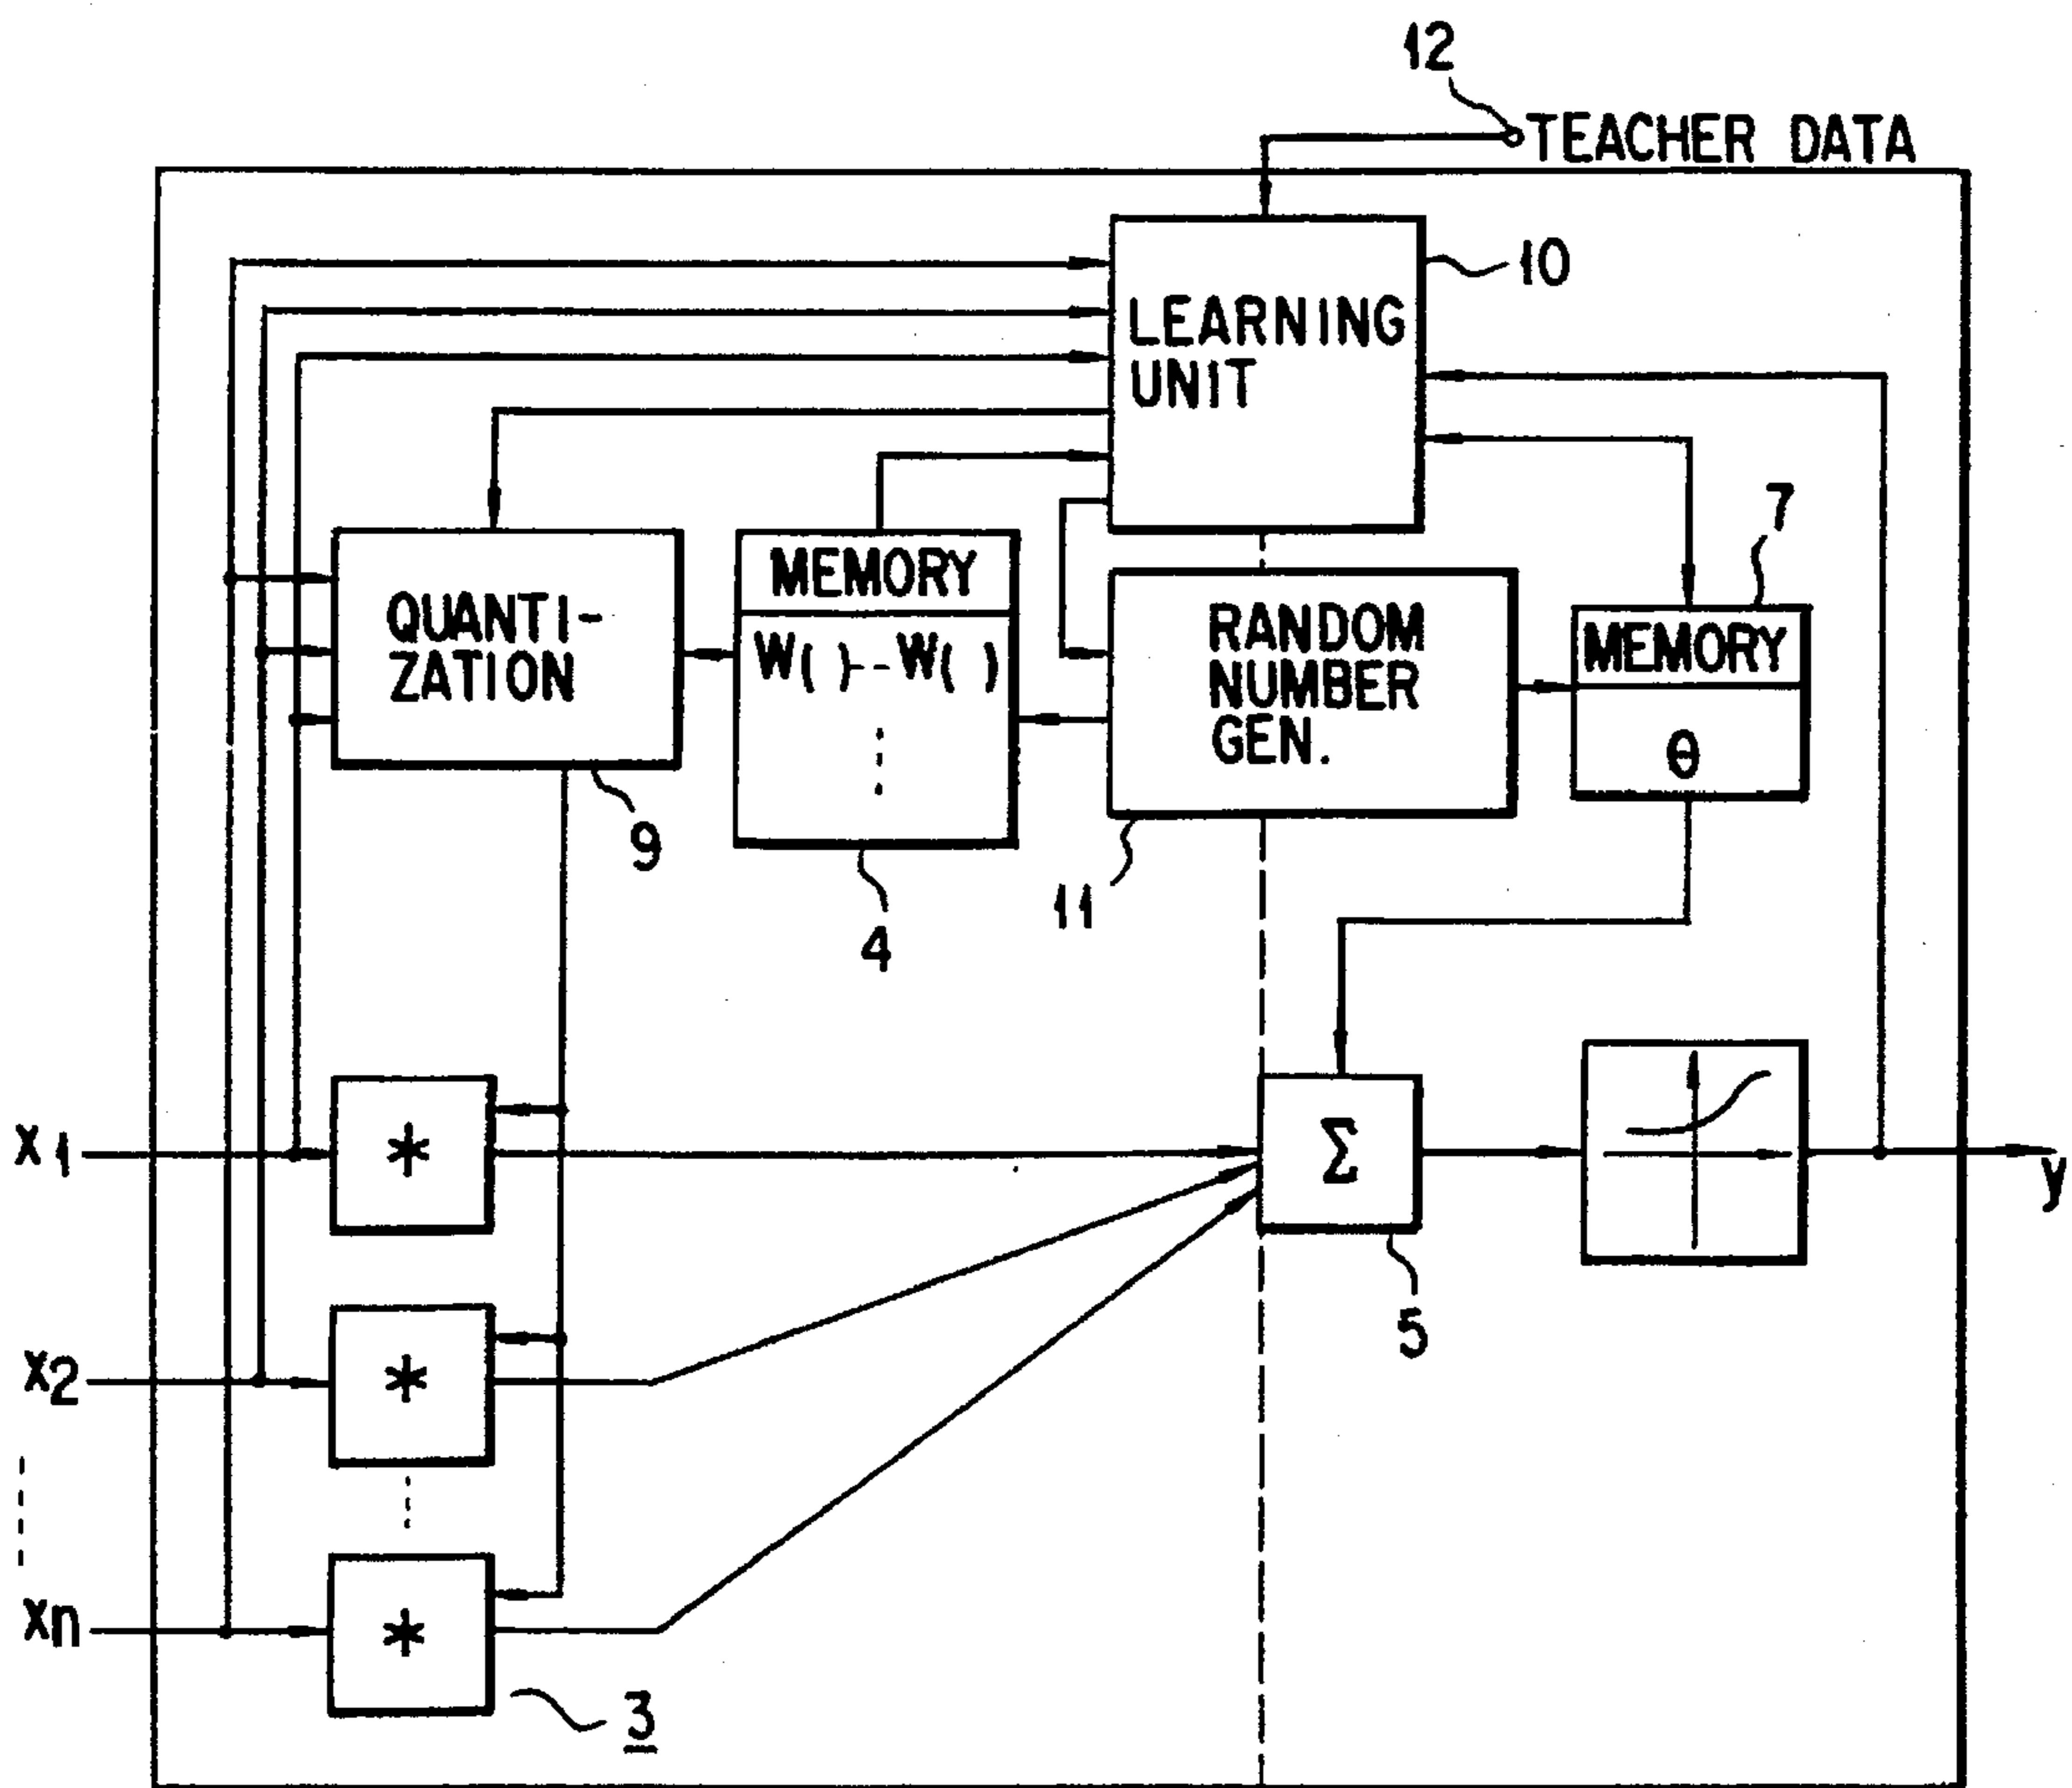 12
TEACHER DATA
10
LEARNING
UNIT
7
QUANTI-
ZATION
MEMORY
W( )--W( )
RANDOM
NUMBER
GEN.
MEMORY
θ
9
4
11
x1
*
Σ
y
5
x2
*
xn
*
3